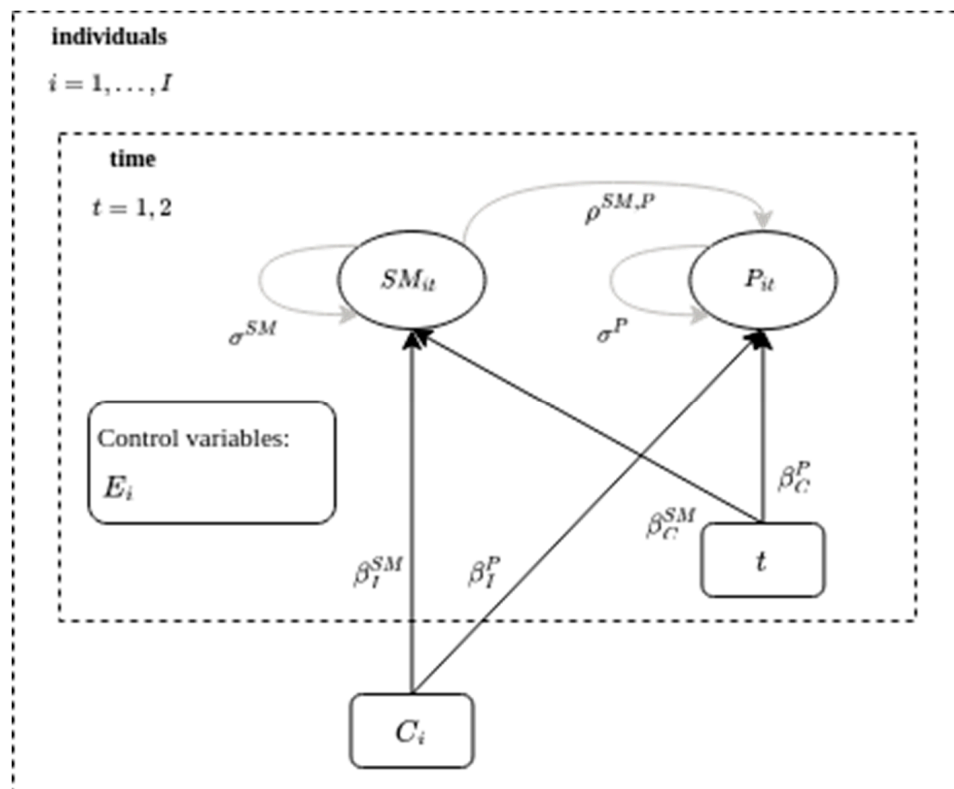 individuals
i = 1, . . . , I
time
t = 1, 2
ρ^{SM,P}
SM_{it}
P_{it}
σ^{SM}
σ^{P}
Control variables:
E_i
β_C^P
β_C^{SM}
t
β_I^{SM}
β_I^P
C_i